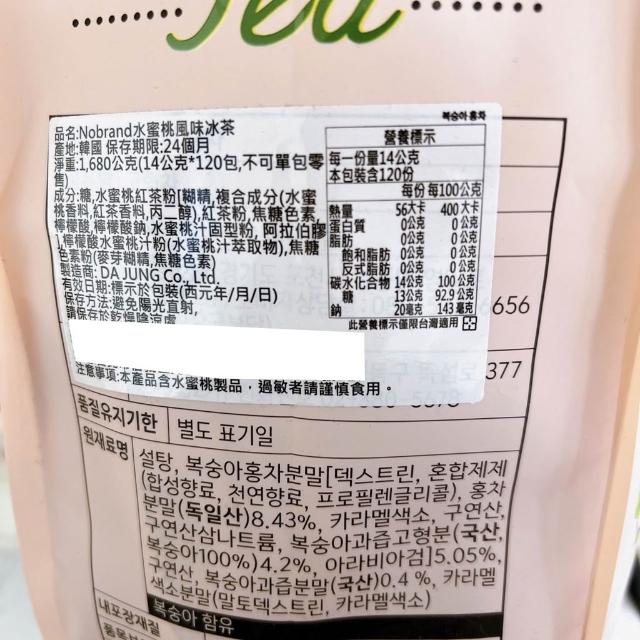 Tea
복숭아 홍차
品名:Nobrand水蜜桃風味冰茶
產地:韓國 保存期限:24個月
淨重:1,680公克(14公克*120包,不可單包零
售)
成分:糖,水蜜桃紅茶粉[糊精,複合成分(水蜜
桃香料,紅茶香料,丙二醇),紅茶粉,焦糖色素,
檸檬酸,檸檬酸鈉,水蜜桃汁固型粉, 阿拉伯膠
],檸檬酸水蜜桃汁粉(水蜜桃汁萃取物),焦糖
色素粉(麥芽糊精,焦糖色素)
製造商: DA JUNG Co., Ltd.
有效日期:標示於包裝(西元年/月/日)
保存方法:避免陽光直射,
請保存於乾燥陰涼處
注意事項:本產品含水蜜桃製品，過敏者請謹慎食用。
營養標示
每一份量14公克
本包裝含120份
每份 每100公克
熱量 56大卡 400大卡
蛋白質 0公克 0公克
脂肪 0公克 0公克
飽和脂肪 0公克 0公克
反式脂肪 0公克 0公克
碳水化合物 14公克 100公克
糖 13公克 92.9公克
鈉 20毫克 143毫克
此營養標示僅限台灣適用
656
377
품질유지기한 별도 표기일
원재료명
설탕, 복숭아홍차분말[덱스트린, 혼합제제
(합성향료, 천연향료, 프로필렌글리콜), 홍차
분말(독일산)8.43%, 카라멜색소, 구연산,
구연산삼나트륨, 복숭아과즙고형분(국산,
복숭아100%)4.2%, 아라비아검]5.05%,
구연산, 복숭아과즙분말(국산)0.4 %, 카라멜
색소분말(말토덱스트린, 카라멜색소)
복숭아 함유
내포장재질